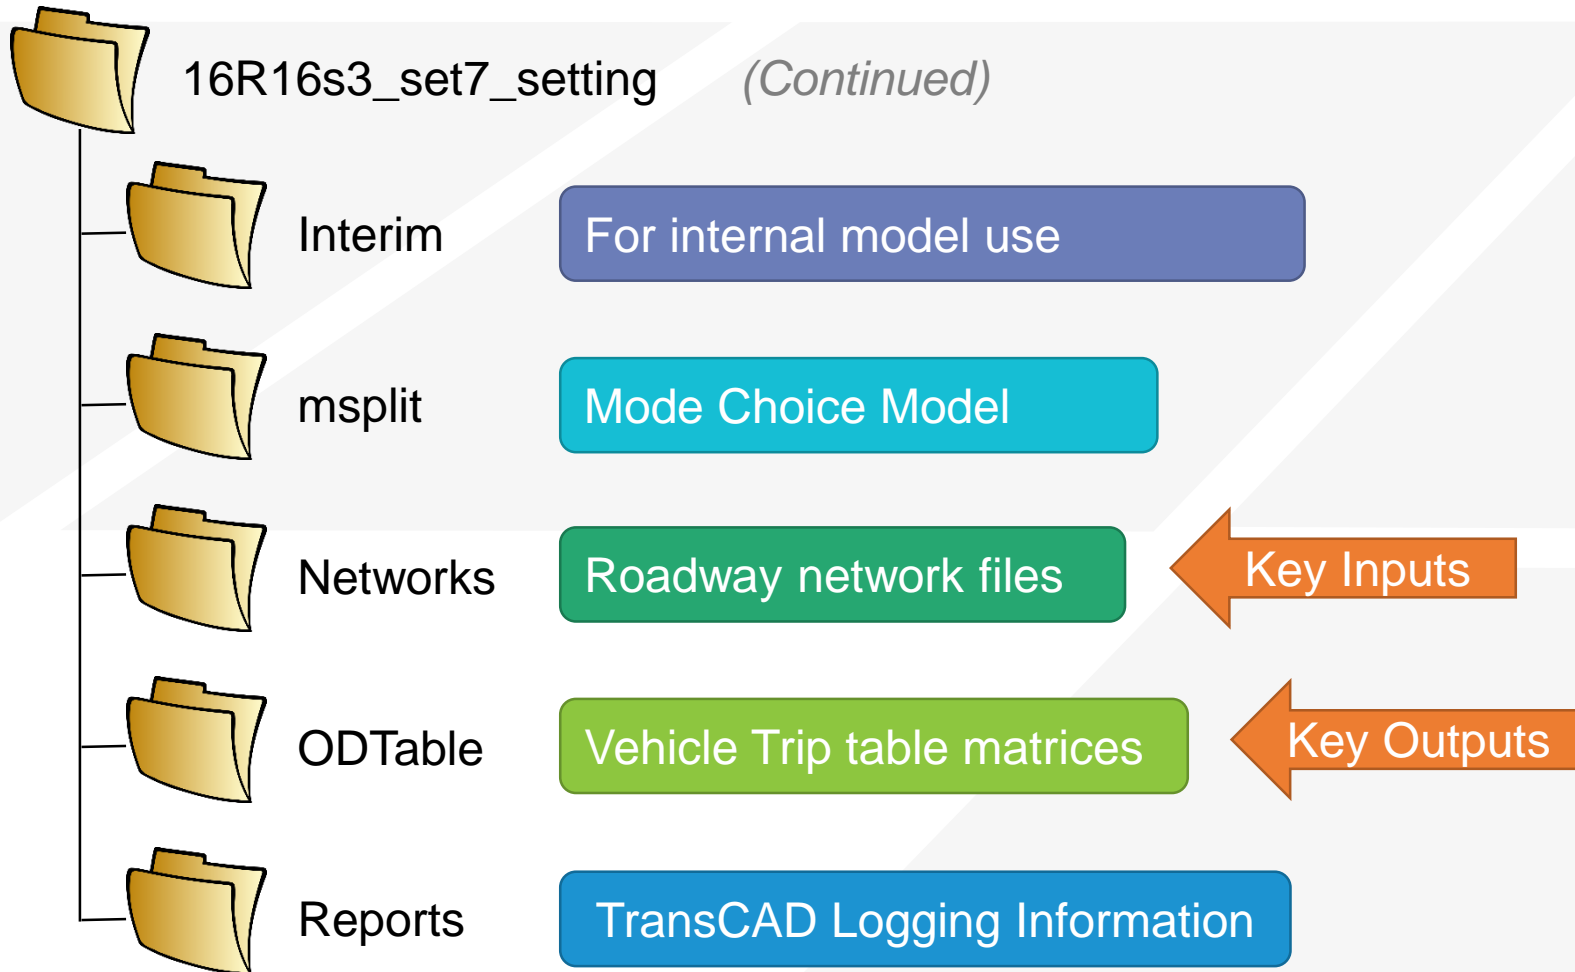 16R16s3_set7_setting (Continued)
Interim For internal model use
msplit Mode Choice Model
Networks Roadway network files Key Inputs
ODTable Vehicle Trip table matrices Key Outputs
Reports TransCAD Logging Information